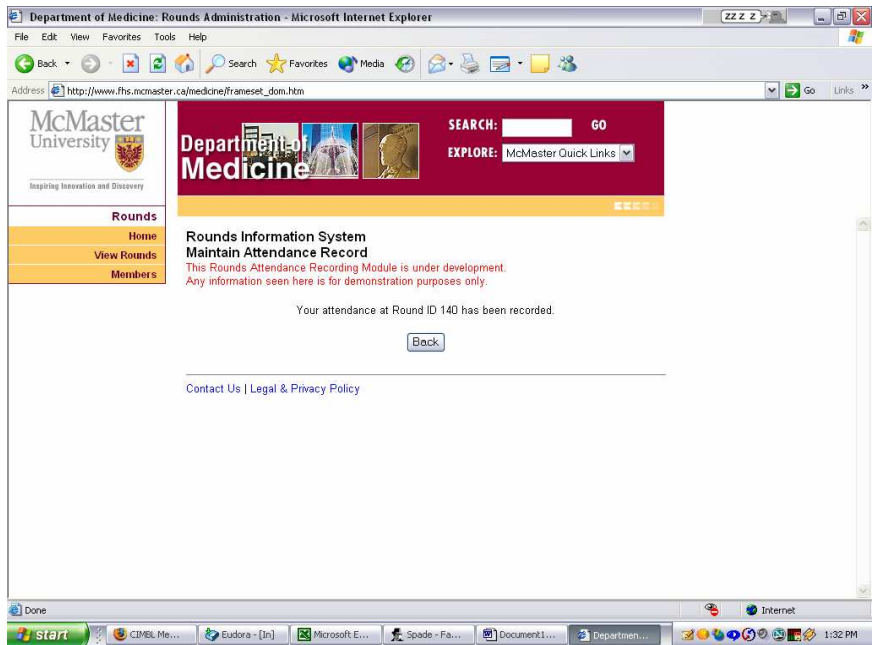 Department of Medicine: Rounds Administration - Microsoft Internet Explorer
ZZ Z Z
File Edit View Favorites Tools Help
Back Search Favorites Media
Address http://www.fhs.mcmaster.ca/medicine/frameset_dom.htm Go Links »
McMaster
University
Inspiring Innovation and Discovery
Department of
Medicine
SEARCH: GO
EXPLORE: McMaster Quick Links
Rounds
Home
View Rounds
Members
Rounds Information System
Maintain Attendance Record
This Rounds Attendance Recording Module is under development.
Any information seen here is for demonstration purposes only.
Your attendance at Round ID 140 has been recorded.
Back
Contact Us | Legal & Privacy Policy
Done Internet
start CIMBL Me... Eudora - [In] Microsoft E... Spade - Fa... Document1... Departmen... 1:32 PM